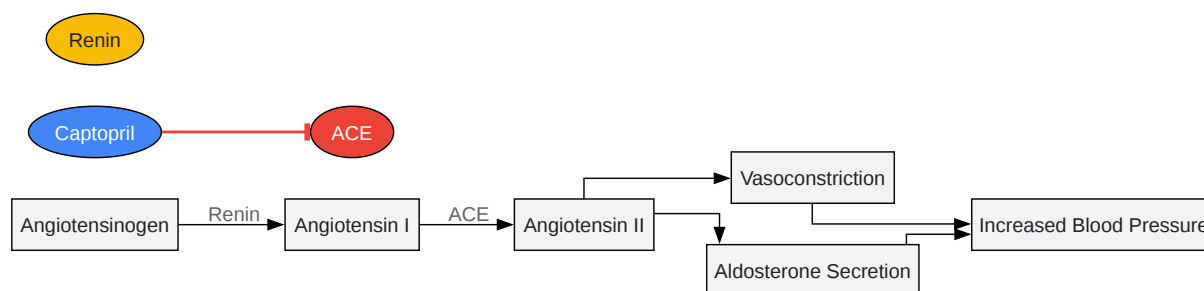 Renin
Captopril
ACE
Vasoconstriction
Angiotensinogen
Renin
Angiotensin I
ACE
Angiotensin II
Increased Blood Pressure
Aldosterone Secretion